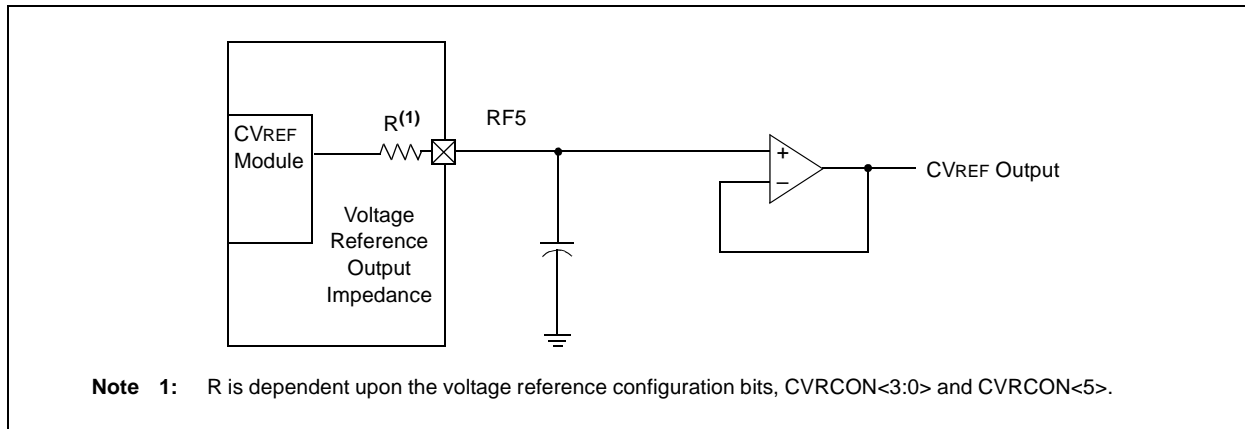 CVREF
Module
R(1)
RF5
Voltage
Reference
Output
Impedance
+
–
CVREF Output
Note 1: R is dependent upon the voltage reference configuration bits, CVRCON<3:0> and CVRCON<5>.